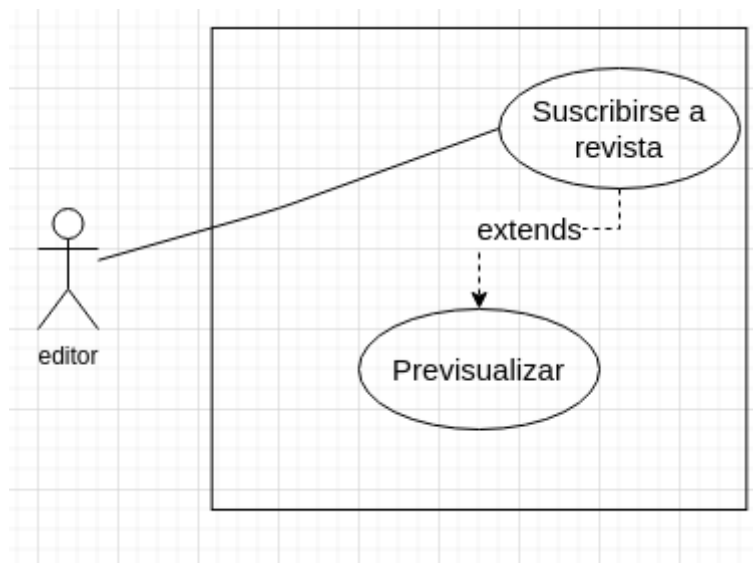 Suscribirse a
revista
extends
editor
Previsualizar